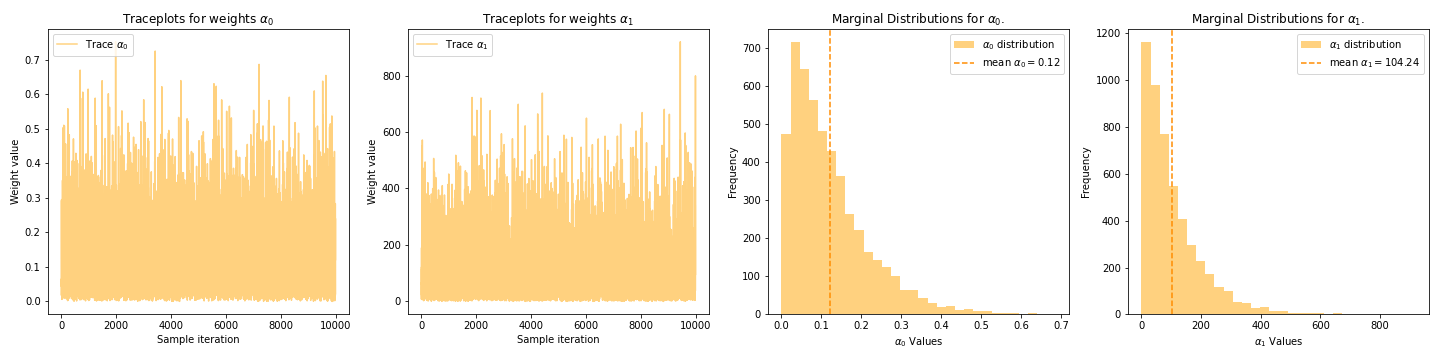 Traceplots for weights α₀
Trace α₀
Weight value
0.7
0.6
0.5
0.4
0.3
0.2
0.1
0.0
0 2000 4000 6000 8000 10000
Sample iteration
Traceplots for weights α₁
Trace α₁
Weight value
800
600
400
200
0
0 2000 4000 6000 8000 10000
Sample iteration
Marginal Distributions for α₀.
α₀ distribution
mean α₀ = 0.12
Frequency
700
600
500
400
300
200
100
0
0.0 0.1 0.2 0.3 0.4 0.5 0.6 0.7
α₀ Values
Marginal Distributions for α₁.
α₁ distribution
mean α₁ = 104.24
Frequency
1200
1000
800
600
400
200
0
0 200 400 600 800
α₁ Values